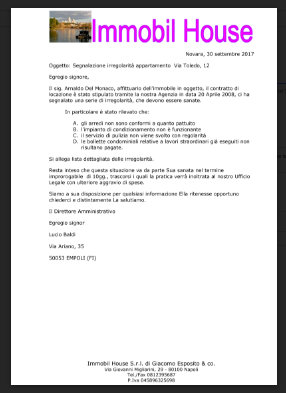 Immobil House
Novara, 30 settembre 2017
Oggetto: Segnalazione irregolarità appartamento Via Toledo, 12
Egregio signore,
Il sig. Arnaldo Del Monaco, affittuario dell'immobile in oggetto, il contratto di
locazione è stato stipulato tramite la nostra Agenzia in data 20 Aprile 2008, ci ha
segnalato una serie di irregolarità, che devono essere sanate.
In particolare è stato rilevato che:
A. gli arredi non sono conformi a quanto pattuito
B. l'impianto di condizionamento non è funzionante
C. il servizio di pulizia non viene svolto con regolarità
D. le bollette condominiali relative a lavori straordinari già eseguiti non
risultano pagate.
Si allega lista dettagliata delle irregolarità.
Resta inteso che questa situazione va da parte Sua sanata nel termine
improrogabile di 30gg., trascorsi i quali la pratica verrà inoltrata al nostro Ufficio
Legale con ulteriore aggravio di spese.
Siamo a Sua disposizione per qualsiasi informazione Ella ritenesse opportuno
chiederci e distintamente La salutiamo.
Il Direttore Amministrativo
Egregio signor
Lucio Baldi
Via Ariano, 35
50053 EMPOLI (FI)
Immobil House S.r.l. di Giacomo Esposito & co.
Via Giovanni Migliarini, 29 - 80100 Napoli
Tel./Fax 0812395687
P.Iva 045896325098